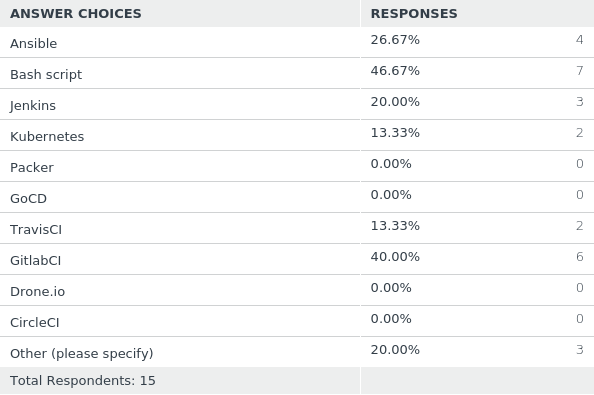 ANSWER CHOICES RESPONSES
Ansible 26.67% 4
Bash script 46.67% 7
Jenkins 20.00% 3
Kubernetes 13.33% 2
Packer 0.00% 0
GoCD 0.00% 0
TravisCI 13.33% 2
GitlabCI 40.00% 6
Drone.io 0.00% 0
CircleCI 0.00% 0
Other (please specify) 20.00% 3
Total Respondents: 15